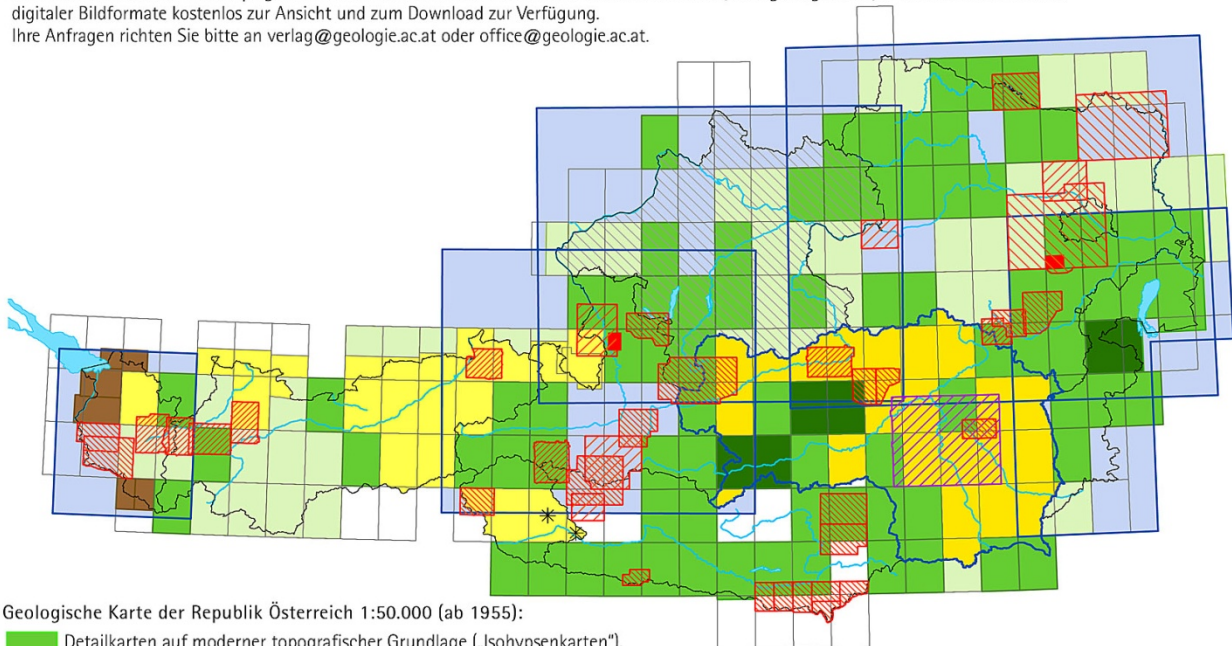 digitaler Bildformate kostenlos zur Ansicht und zum Download zur Verfügung.
Ihre Anfragen richten Sie bitte an verlag@geologie.ac.at oder office@geologie.ac.at.
Geologische Karte der Republik Österreich 1:50.000 (ab 1955):
Detailkarten auf moderner topografischer Grundlage („Isohypsenkarten“)